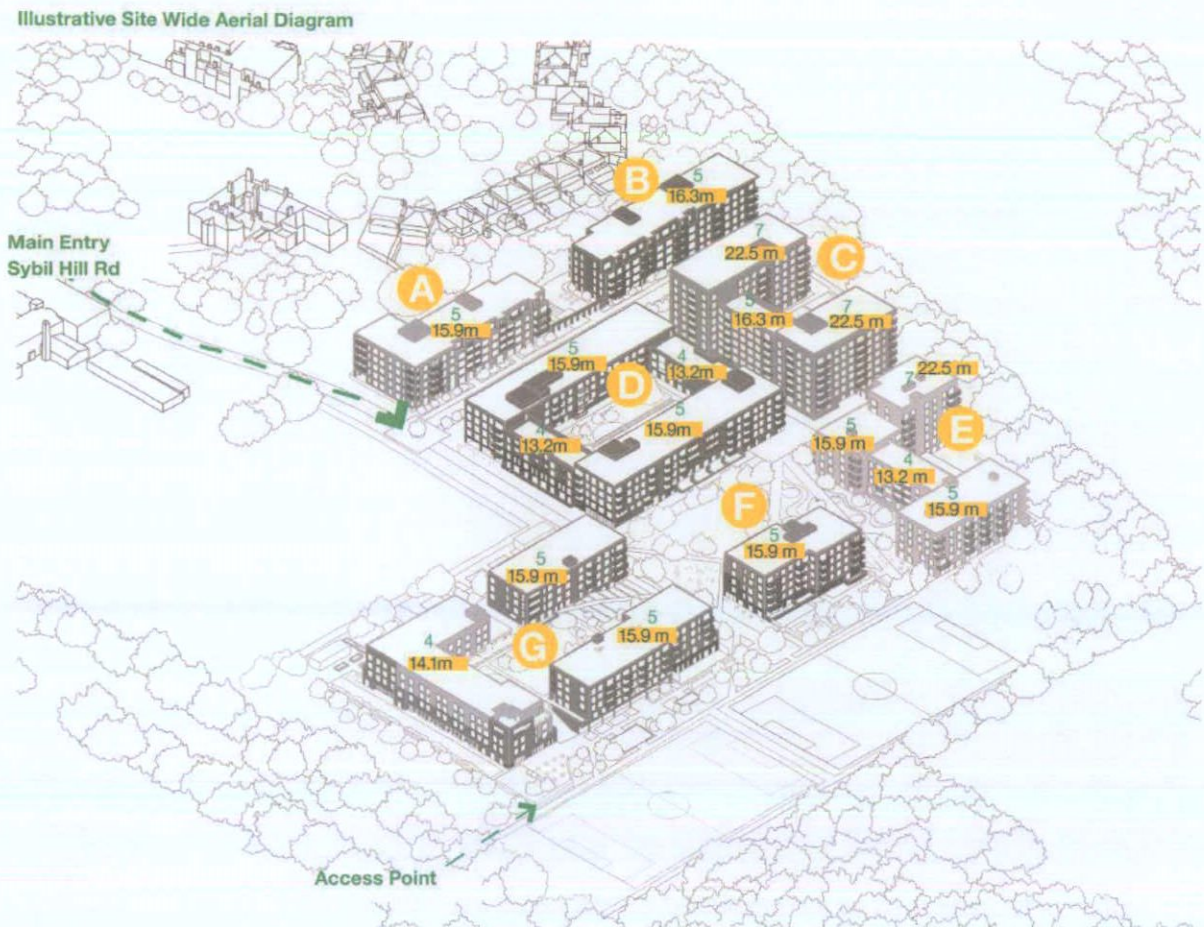 Illustrative Site Wide Aerial Diagram
B
5
16.3m
Main Entry
Sybil Hill Rd
7
22.5 m
C
A
5
15.9m
5
16.3 m
7
22.5 m
5
15.9m
4
13.2m
D
22.5 m
7
5
15.9m
4
13.2m
E
5
15.9 m
4
13.2 m
5
15.9 m
F
5
15.9 m
5
15.9 m
5
15.9 m
G
4
14.1m
Access Point